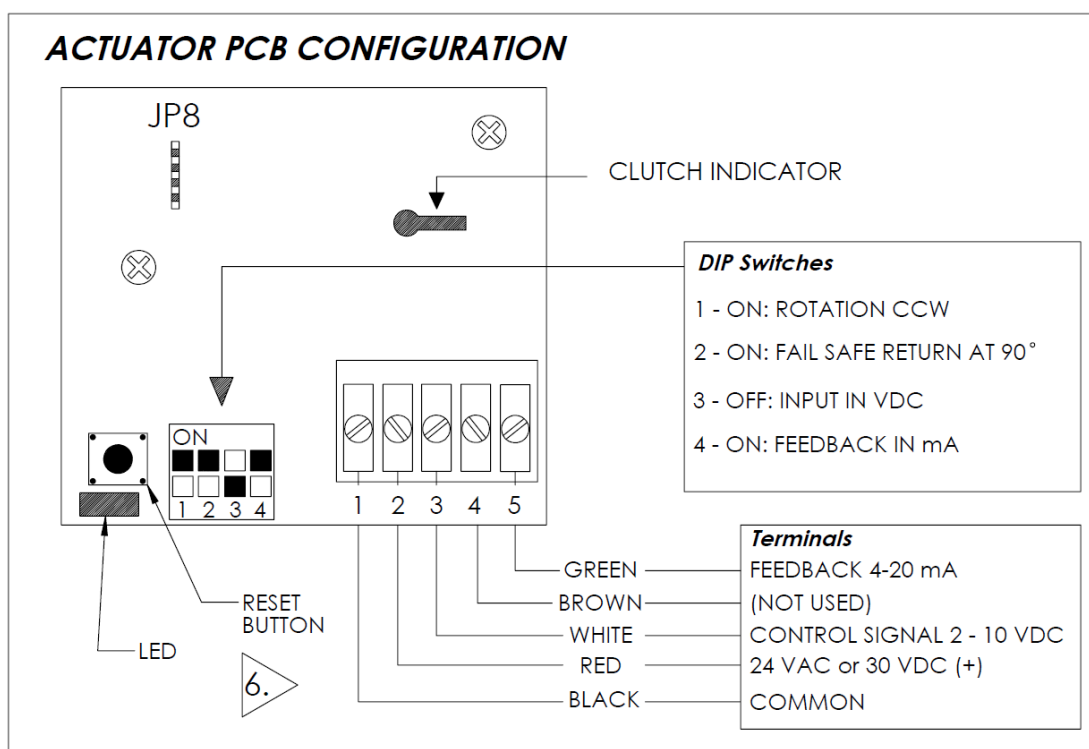 ACTUATOR PCB CONFIGURATION
JP8
CLUTCH INDICATOR
DIP Switches
1 - ON: ROTATION CCW
2 - ON: FAIL SAFE RETURN AT 90°
3 - OFF: INPUT IN VDC
4 - ON: FEEDBACK IN mA
ON
1 2 3 4
1 2 3 4 5
RESET
BUTTON
LED
6.
Terminals
GREEN FEEDBACK 4-20 mA
BROWN (NOT USED)
WHITE CONTROL SIGNAL 2 - 10 VDC
RED 24 VAC or 30 VDC (+)
BLACK COMMON